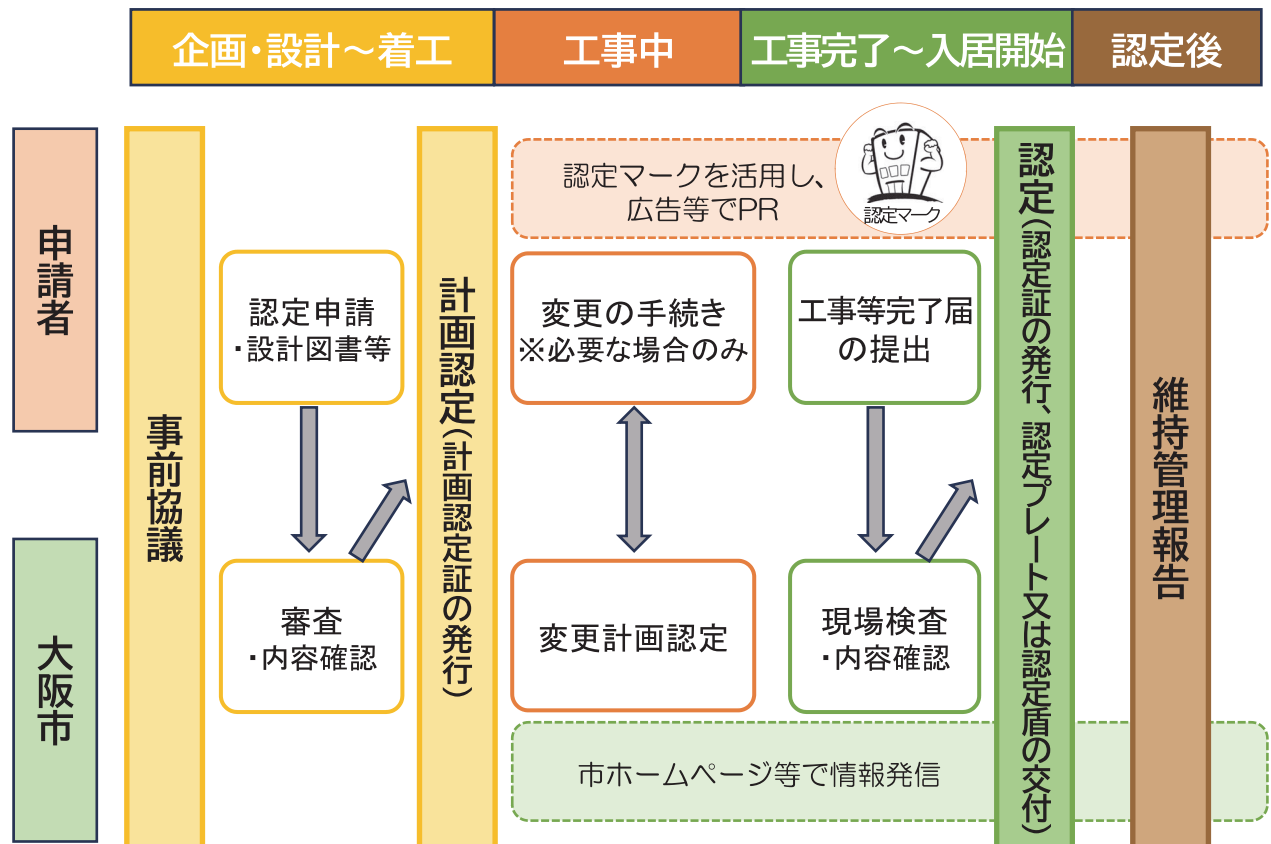 企画・設計～着工
工事中
工事完了～入居開始
認定後
申請者
大阪市
事前協議
認定申請
・設計図書等
審査
・内容確認
計画認定(計画認定証の発行)
認定マークを活用し、
広告等でPR
認定マーク
変更の手続き
※必要な場合のみ
変更計画認定
工事等完了届
の提出
現場検査
・内容確認
市ホームページ等で情報発信
認定(認定証の発行、認定プレート又は認定盾の交付)
維持管理報告